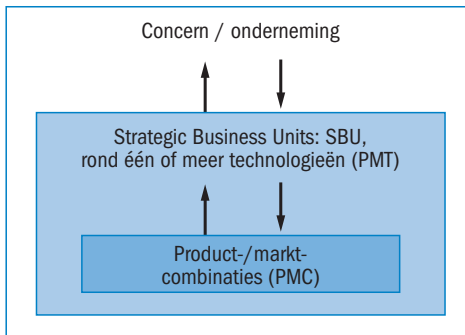 Concern / onderneming
Strategic Business Units: SBU,
rond één of meer technologieën (PMT)
Product-/markt-
combinaties (PMC)